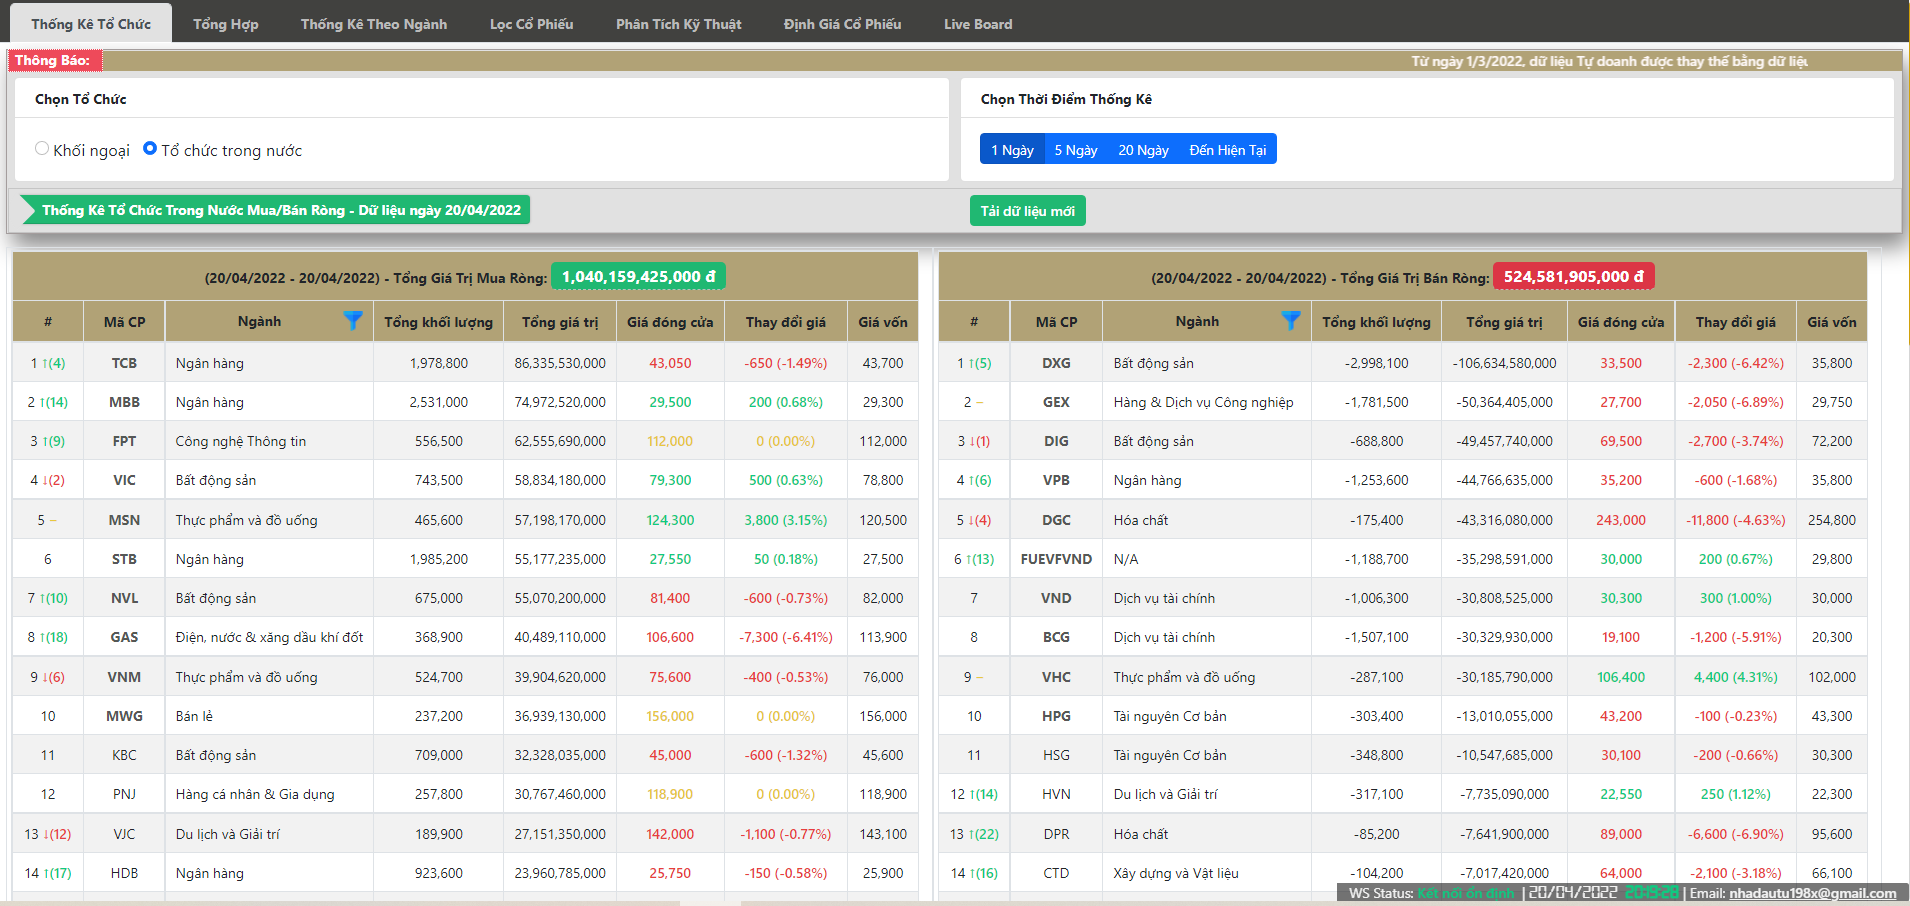 Thống Kê Tổ Chức Tổng Hợp Thống Kê Theo Ngành Lọc Cổ Phiếu Phân Tích Kỹ Thuật Định Giá Cổ Phiếu Live Board
Thông Báo: Từ ngày 1/3/2022, dữ liệu Tự doanh được thay thế bằng dữ liệu
Chọn Tổ Chức
Khối ngoại Tổ chức trong nước
Chọn Thời Điểm Thống Kê
1 Ngày 5 Ngày 20 Ngày Đến Hiện Tại
Thống Kê Tổ Chức Trong Nước Mua/Bán Ròng - Dữ liệu ngày 20/04/2022
Tải dữ liệu mới
(20/04/2022 - 20/04/2022) - Tổng Giá Trị Mua Ròng: 1,040,159,425,000 đ
# Mã CP Ngành Tổng khối lượng Tổng giá trị Giá đóng cửa Thay đổi giá Giá vốn
1 ↑(4) TCB Ngân hàng 1,978,800 86,335,530,000 43,050 -650 (-1.49%) 43,700
2 ↑(14) MBB Ngân hàng 2,531,000 74,972,520,000 29,500 200 (0.68%) 29,300
3 ↑(9) FPT Công nghệ Thông tin 556,500 62,555,690,000 112,000 0 (0.00%) 112,000
4 ↓(2) VIC Bất động sản 743,500 58,834,180,000 79,300 500 (0.63%) 78,800
5 − MSN Thực phẩm và đồ uống 465,600 57,198,170,000 124,300 3,800 (3.15%) 120,500
6 STB Ngân hàng 1,985,200 55,177,235,000 27,550 50 (0.18%) 27,500
7 ↑(10) NVL Bất động sản 675,000 55,070,200,000 81,400 -600 (-0.73%) 82,000
8 ↑(18) GAS Điện, nước & xăng dầu khí đốt 368,900 40,489,110,000 106,600 -7,300 (-6.41%) 113,900
9 ↓(6) VNM Thực phẩm và đồ uống 524,700 39,904,620,000 75,600 -400 (-0.53%) 76,000
10 MWG Bán lẻ 237,200 36,939,130,000 156,000 0 (0.00%) 156,000
11 KBC Bất động sản 709,000 32,328,035,000 45,000 -600 (-1.32%) 45,600
12 PNJ Hàng cá nhân & Gia dụng 257,800 30,767,460,000 118,900 0 (0.00%) 118,900
13 ↓(12) VJC Du lịch và Giải trí 189,900 27,151,350,000 142,000 -1,100 (-0.77%) 143,100
14 ↑(17) HDB Ngân hàng 923,600 23,960,785,000 25,750 -150 (-0.58%) 25,900
(20/04/2022 - 20/04/2022) - Tổng Giá Trị Bán Ròng: 524,581,905,000 đ
# Mã CP Ngành Tổng khối lượng Tổng giá trị Giá đóng cửa Thay đổi giá Giá vốn
1 ↑(5) DXG Bất động sản -2,998,100 -106,634,580,000 33,500 -2,300 (-6.42%) 35,800
2 − GEX Hàng & Dịch vụ Công nghiệp -1,781,500 -50,364,405,000 27,700 -2,050 (-6.89%) 29,750
3 ↓(1) DIG Bất động sản -688,800 -49,457,740,000 69,500 -2,700 (-3.74%) 72,200
4 ↑(6) VPB Ngân hàng -1,253,600 -44,766,635,000 35,200 -600 (-1.68%) 35,800
5 ↓(4) DGC Hóa chất -175,400 -43,316,080,000 243,000 -11,800 (-4.63%) 254,800
6 ↑(13) FUEVFVND N/A -1,188,700 -35,298,591,000 30,000 200 (0.67%) 29,800
7 VND Dịch vụ tài chính -1,006,300 -30,808,525,000 30,300 300 (1.00%) 30,000
8 BCG Dịch vụ tài chính -1,507,100 -30,329,930,000 19,100 -1,200 (-5.91%) 20,300
9 − VHC Thực phẩm và đồ uống -287,100 -30,185,790,000 106,400 4,400 (4.31%) 102,000
10 HPG Tài nguyên Cơ bản -303,400 -13,010,055,000 43,200 -100 (-0.23%) 43,300
11 HSG Tài nguyên Cơ bản -348,800 -10,547,685,000 30,100 -200 (-0.66%) 30,300
12 ↑(14) HVN Du lịch và Giải trí -317,100 -7,735,090,000 22,550 250 (1.12%) 22,300
13 ↑(22) DPR Hóa chất -85,200 -7,641,900,000 89,000 -6,600 (-6.90%) 95,600
14 ↑(16) CTD Xây dựng và Vật liệu -104,200 -7,017,420,000 64,000 -2,100 (-3.18%) 66,100
WS Status: Kết nối ổn định | 20/04/2022 20:19:28 | Email: nhadautu198x@gmail.com